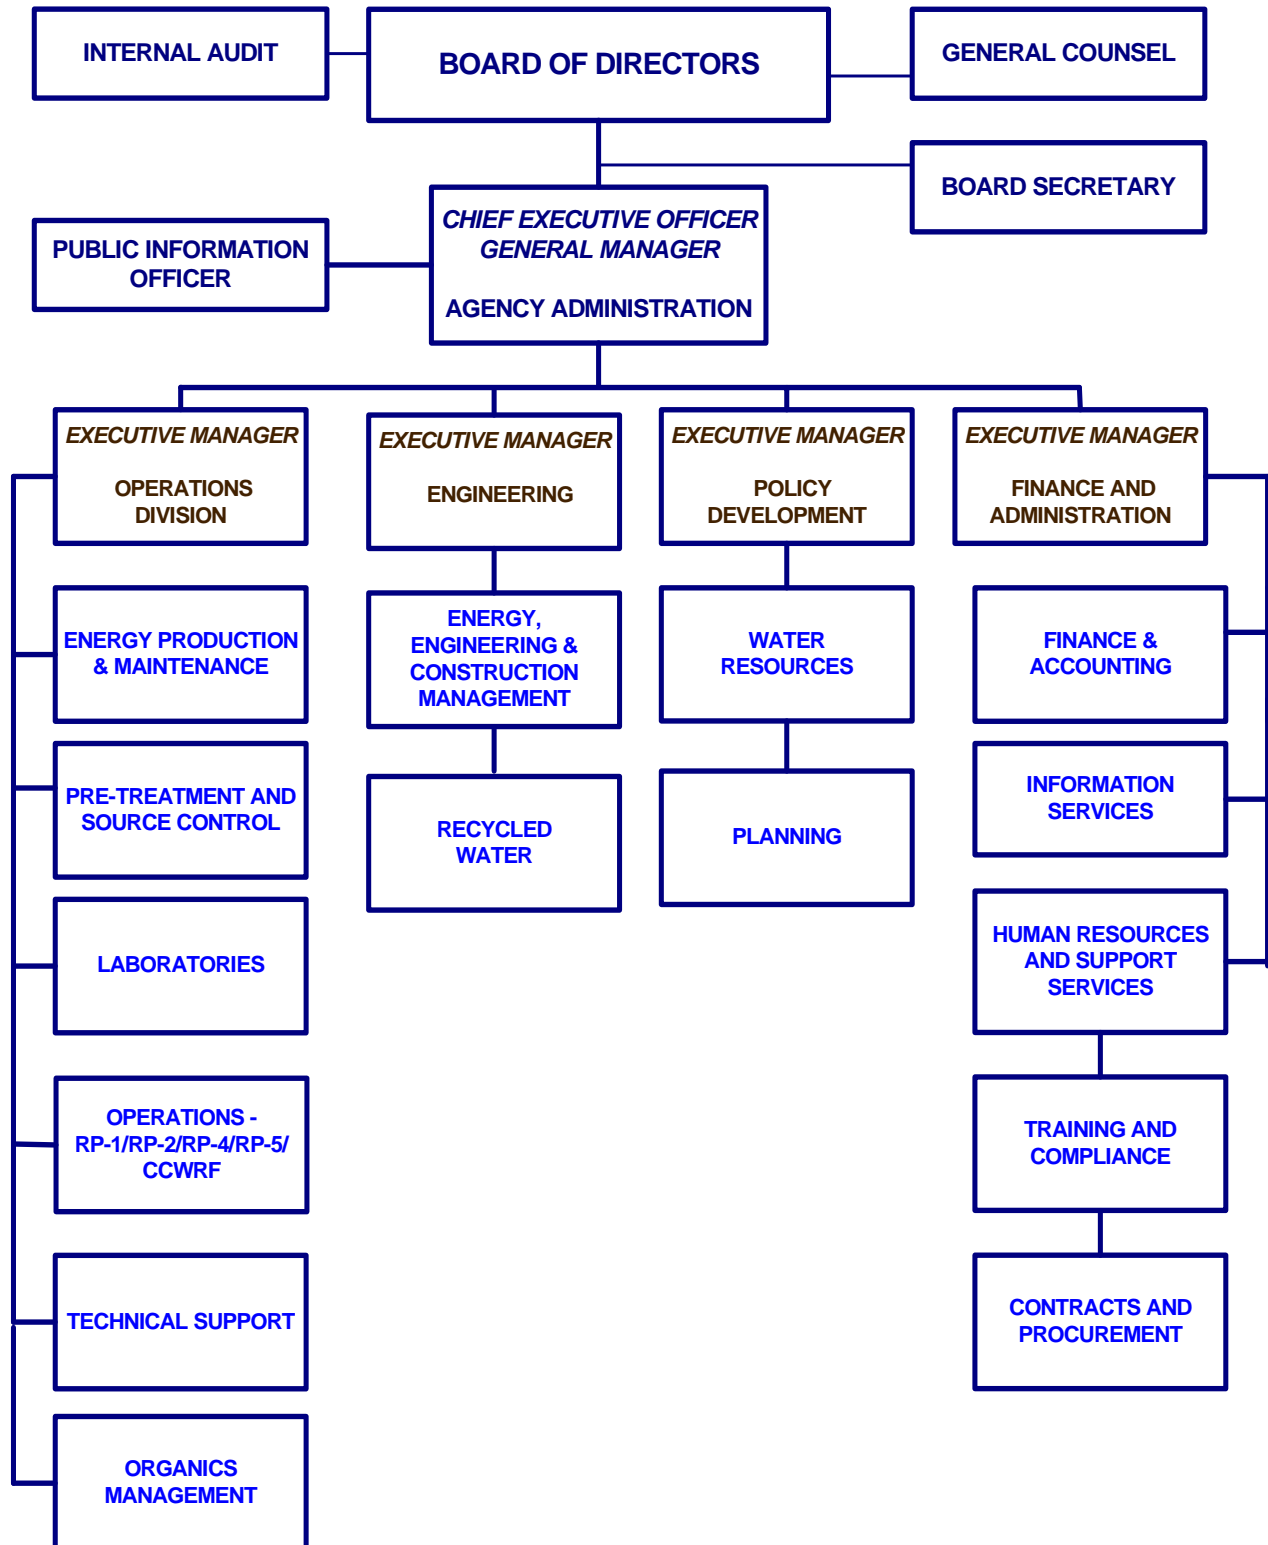 INTERNAL AUDIT
BOARD OF DIRECTORS
GENERAL COUNSEL
BOARD SECRETARY
CHIEF EXECUTIVE OFFICER
GENERAL MANAGER
AGENCY ADMINISTRATION
PUBLIC INFORMATION
OFFICER
EXECUTIVE MANAGER
OPERATIONS
DIVISION
EXECUTIVE MANAGER
ENGINEERING
EXECUTIVE MANAGER
POLICY
DEVELOPMENT
EXECUTIVE MANAGER
FINANCE AND
ADMINISTRATION
ENERGY PRODUCTION
& MAINTENANCE
ENERGY,
ENGINEERING &
CONSTRUCTION
MANAGEMENT
WATER
RESOURCES
FINANCE &
ACCOUNTING
PRE-TREATMENT AND
SOURCE CONTROL
RECYCLED
WATER
PLANNING
INFORMATION
SERVICES
LABORATORIES
HUMAN RESOURCES
AND SUPPORT
SERVICES
OPERATIONS -
RP-1/RP-2/RP-4/RP-5/
CCWRF
TRAINING AND
COMPLIANCE
TECHNICAL SUPPORT
CONTRACTS AND
PROCUREMENT
ORGANICS
MANAGEMENT